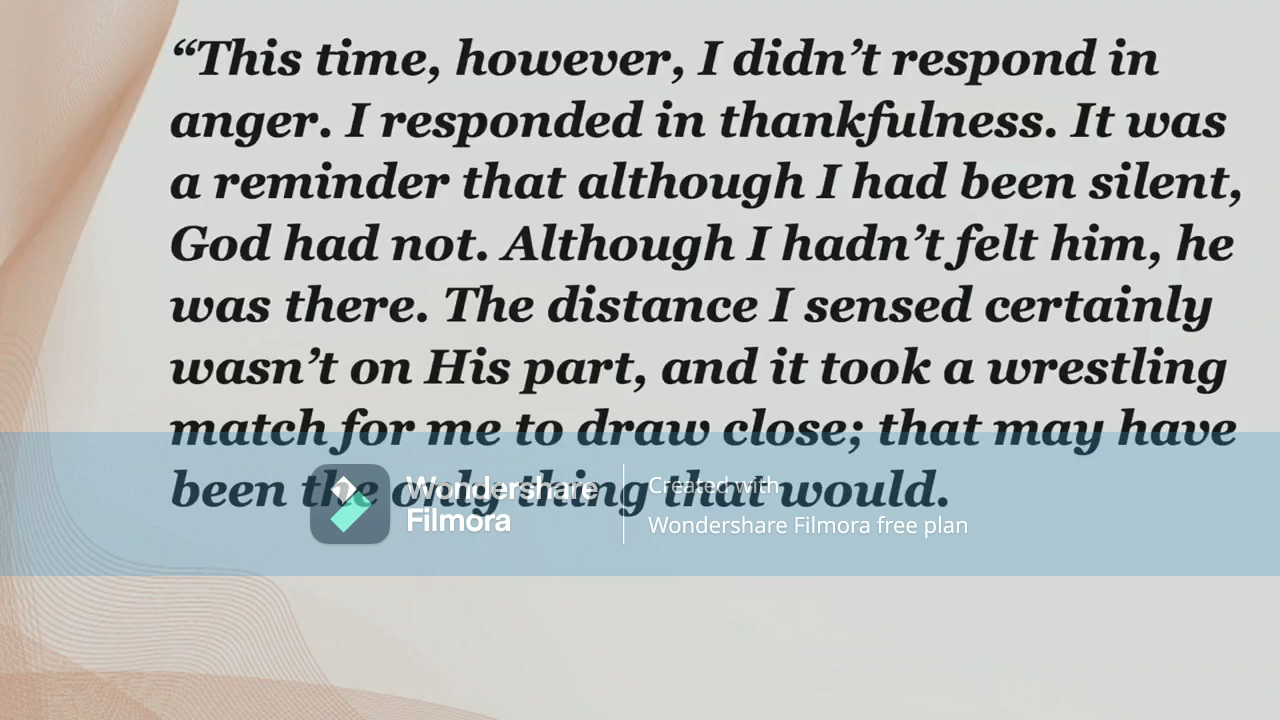 “This time, however, I didn’t respond in
anger. I responded in thankfulness. It was
a reminder that although I had been silent,
God had not. Although I hadn’t felt him, he
was there. The distance I sensed certainly
wasn’t on His part, and it took a wrestling
match for me to draw close; that may have
been the only thing that would.
Wondershare
Filmora
Created with
Wondershare Filmora free plan